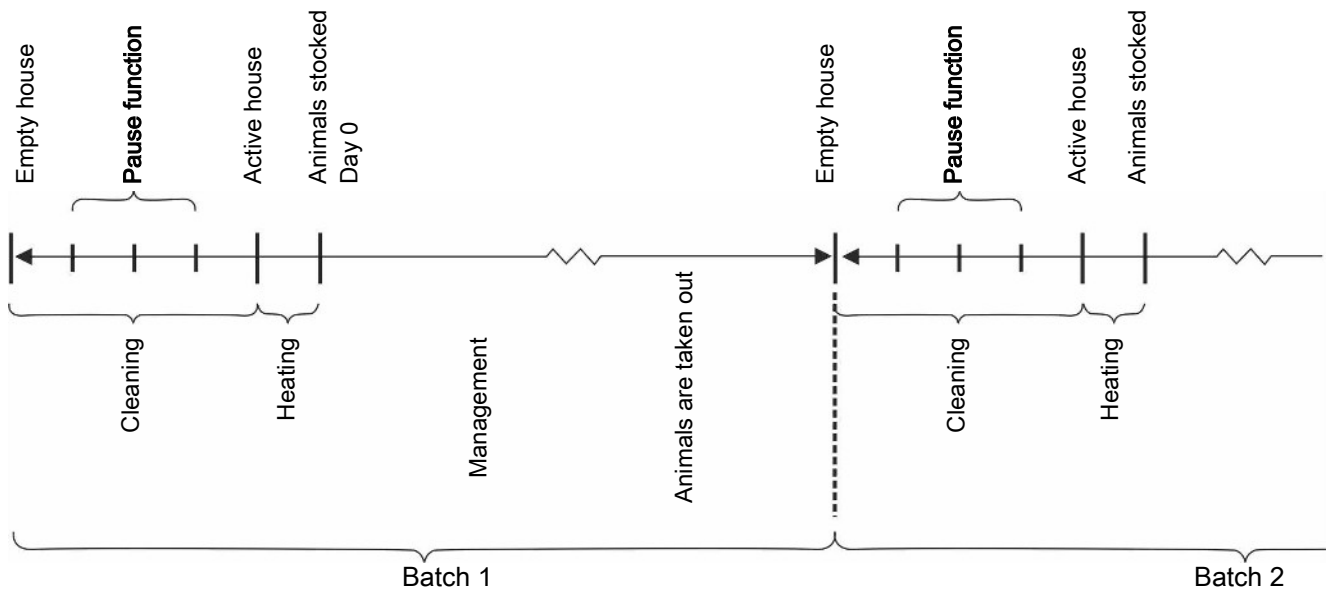 Empty house
Pause function
Active house
Animals stocked
Day 0
Empty house
Pause function
Active house
Animals stocked
Cleaning
Heating
Management
Animals are taken out
Cleaning
Heating
Batch 1
Batch 2